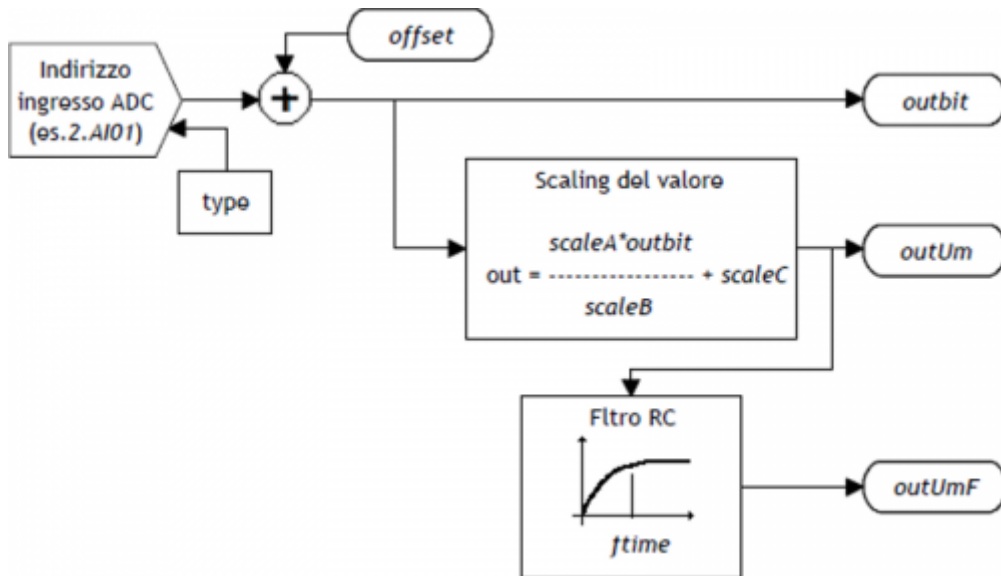 offset
Indirizzo
ingresso ADC
(es.2.AI01)
+
outbit
type
Scaling del valore
scaleA*outbit
out = ----------------- + scaleC
scaleB
outUm
Fltro RC
ftime
outUmF